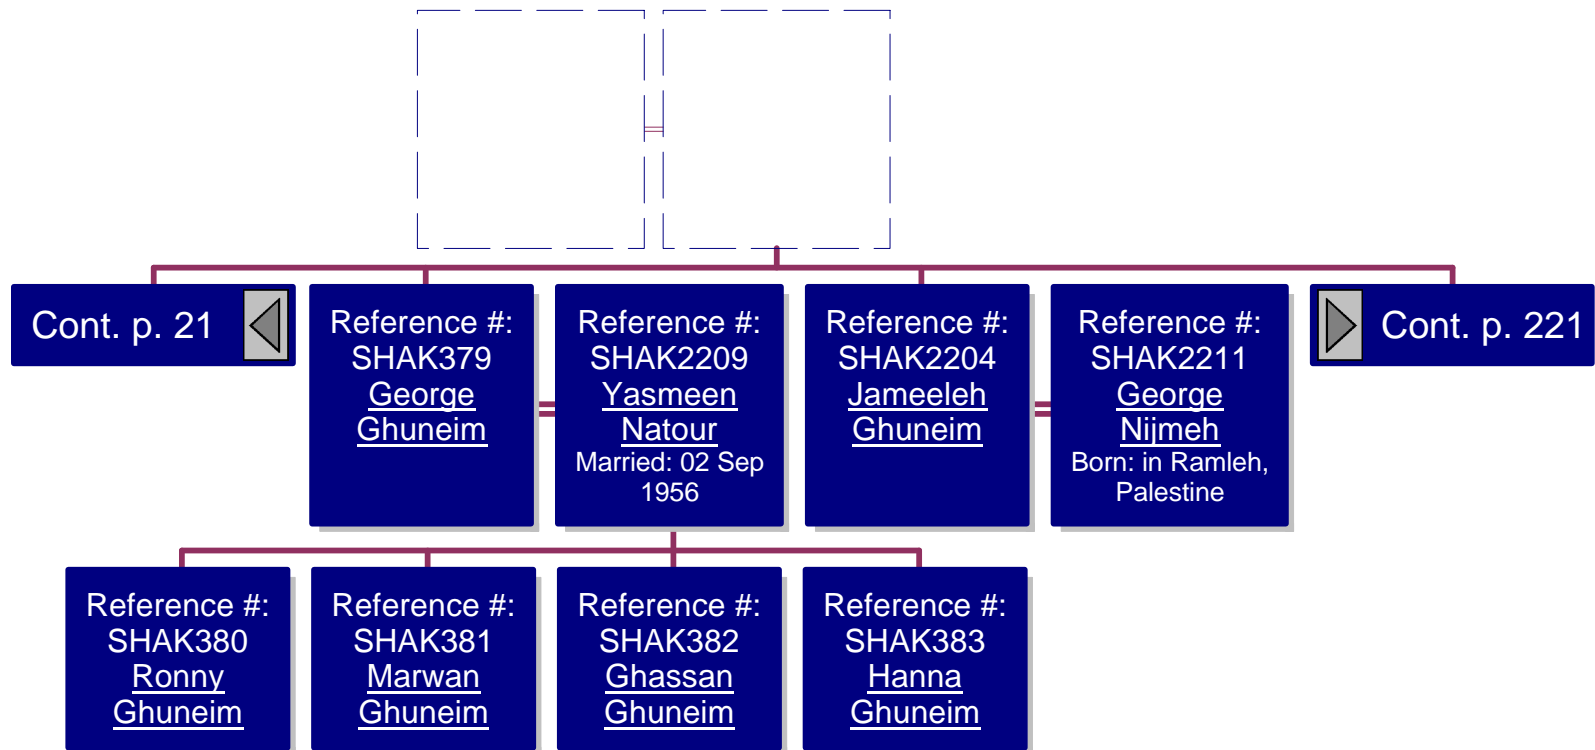 Cont. p. 21
Reference #:
SHAK379
George
Ghuneim
Reference #:
SHAK2209
Yasmeen
Natour
Married: 02 Sep
1956
Reference #:
SHAK2204
Jameeleh
Ghuneim
Reference #:
SHAK2211
George
Nijmeh
Born: in Ramleh,
Palestine
Cont. p. 221
Reference #:
SHAK380
Ronny
Ghuneim
Reference #:
SHAK381
Marwan
Ghuneim
Reference #:
SHAK382
Ghassan
Ghuneim
Reference #:
SHAK383
Hanna
Ghuneim